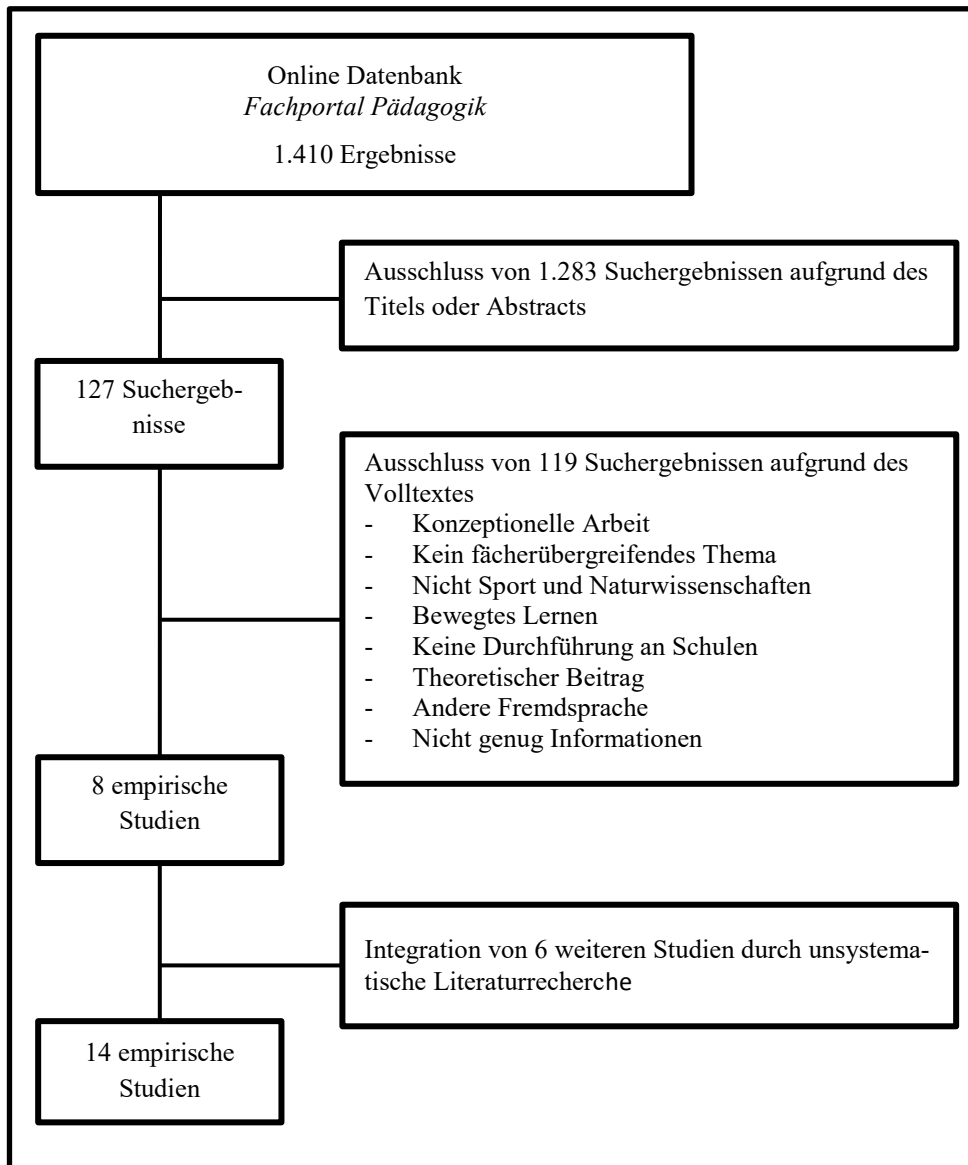 Online Datenbank
Fachportal Pädagogik
1.410 Ergebnisse
Ausschluss von 1.283 Suchergebnissen aufgrund des
Titels oder Abstracts
127 Suchergeb-
nisse
Ausschluss von 119 Suchergebnissen aufgrund des
Volltextes
- Konzeptionelle Arbeit
- Kein fächerübergreifendes Thema
- Nicht Sport und Naturwissenschaften
- Bewegtes Lernen
- Keine Durchführung an Schulen
- Theoretischer Beitrag
- Andere Fremdsprache
- Nicht genug Informationen
8 empirische
Studien
Integration von 6 weiteren Studien durch unsystema-
tische Literaturrecherche
14 empirische
Studien